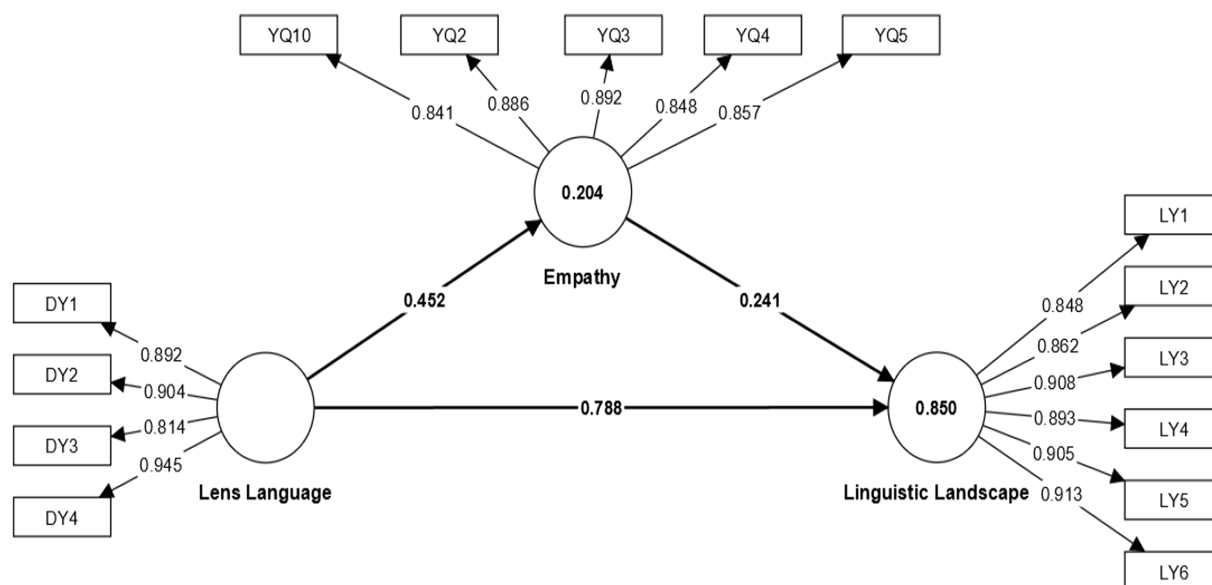 YQ10 YQ2 YQ3 YQ4 YQ5
0.841 0.886 0.892 0.848 0.857
0.204
Empathy
0.452 0.241
DY1
DY2
DY3
DY4
0.892
0.904
0.814
0.945
Lens Language
0.788
0.850
Linguistic Landscape
0.848
0.862
0.908
0.893
0.905
0.913
LY1
LY2
LY3
LY4
LY5
LY6